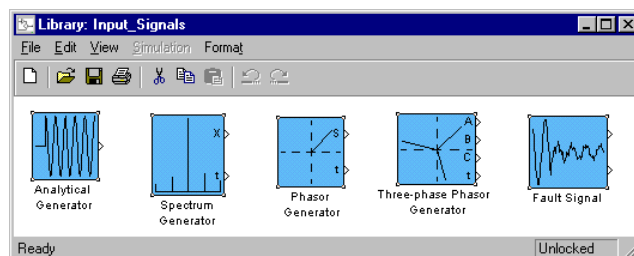 Library: Input_Signals
File Edit View Simulation Format
X
t
S
t
A
B
C
t
Analytical
Generator
Spectrum
Generator
Phasor
Generator
Three-phase Phasor
Generator
Fault Signal
Ready
Unlocked